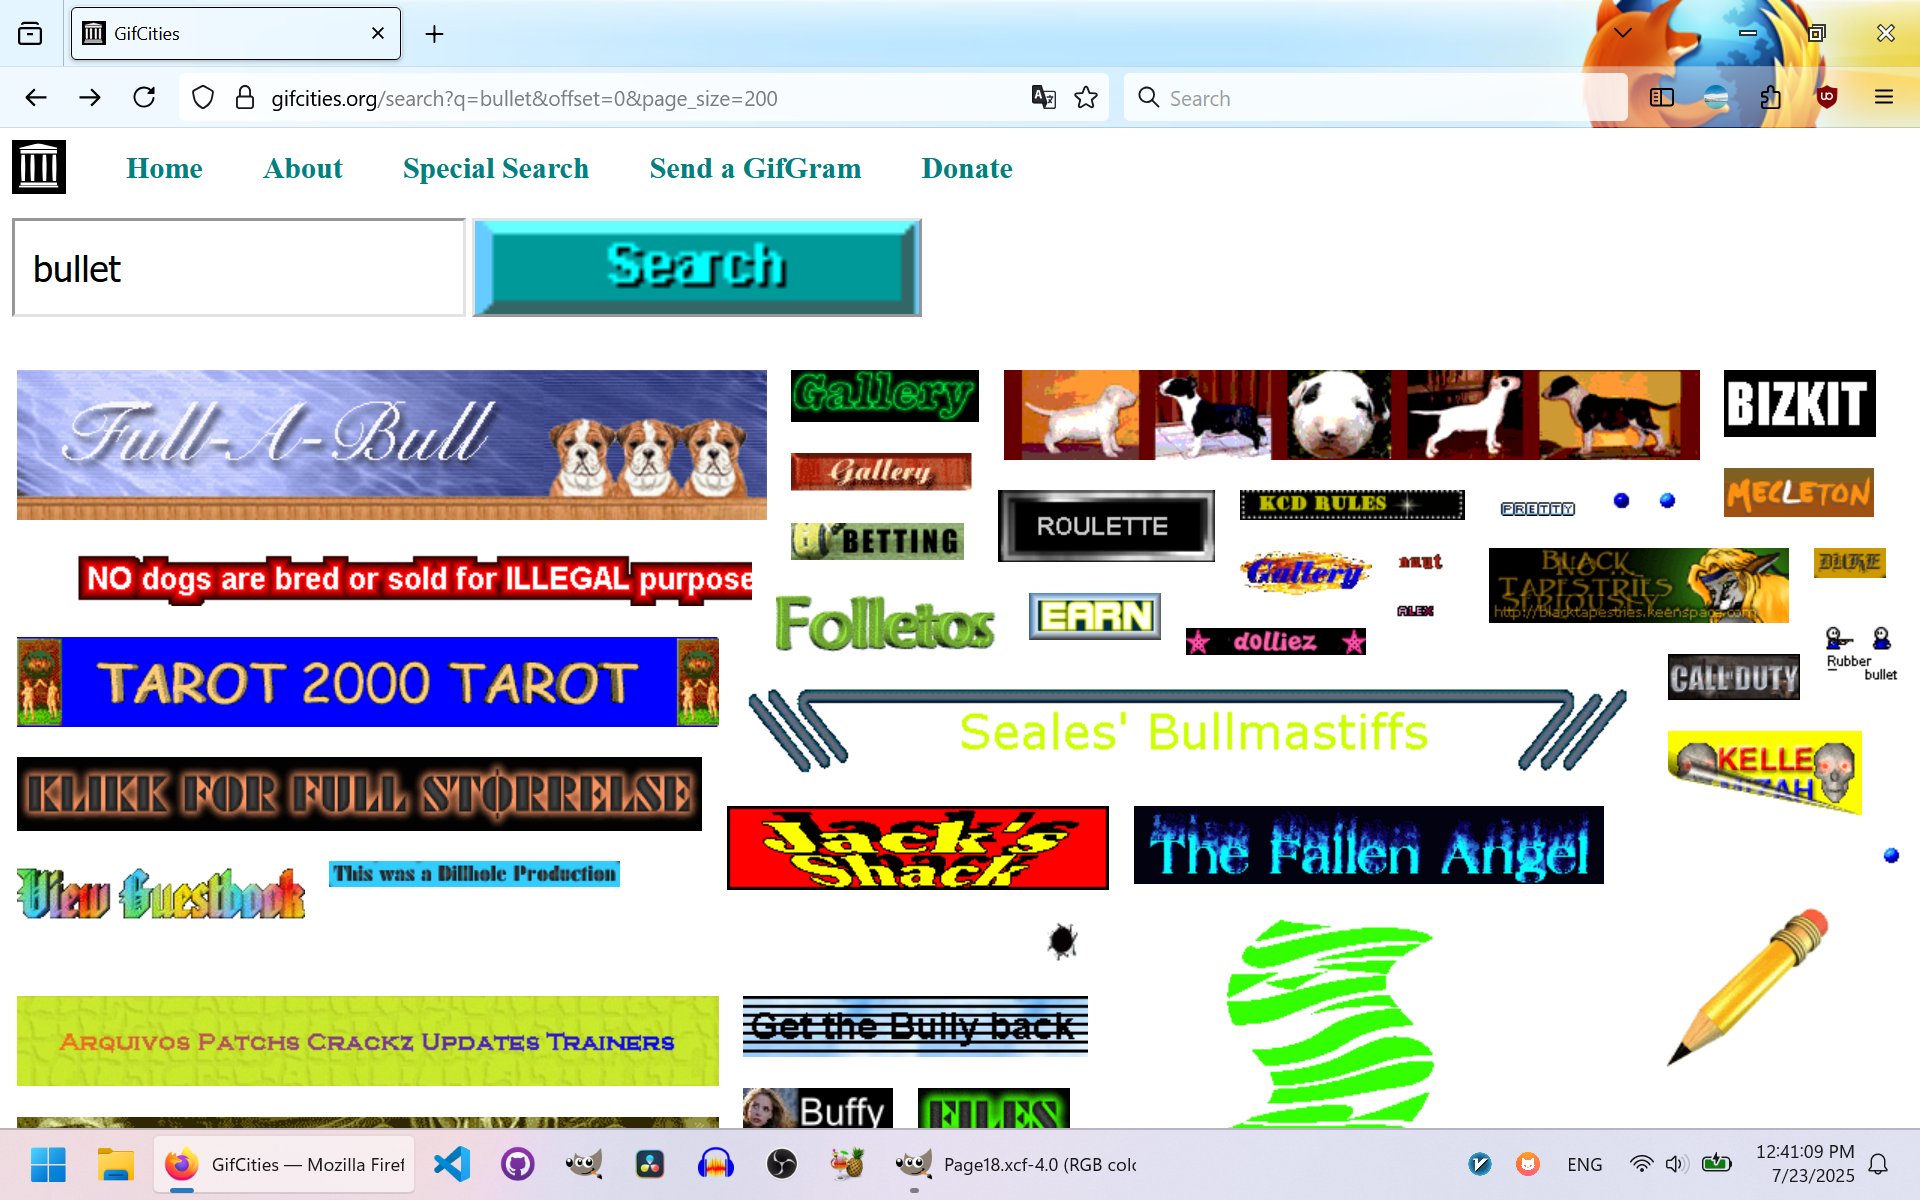 GifCities
gifcities.org/search?q=bullet&offset=0&page_size=200
Search
Home About Special Search Send a GifGram Donate
bullet
Search
Full-A-Bull
Gallery
BIZKIT
Gallery
MECLETON
ROULETTE
KCD RULES
PRETTY
BETTING
Gallery
mut
BLACK
TAPESTRIES
http://blacktapestries.keenspace.com
DUKE
NO dogs are bred or sold for ILLEGAL purpose
Folletos
EARN
ALEX
dolliez
Rubber
bullet
TAROT 2000 TAROT
CALL DUTY
Seales' Bullmastiffs
KELLE
KLIKK FOR FULL STØRRELSE
Jack's
Shack
The Fallen Angel
View Guestbook
This was a Dillhole Production
Arquivos Patchs Crackz Updates Trainers
Get the Bully back
Buffy
FILES
GifCities — Mozilla Firef
Page18.xcf-4.0 (RGB colo
ENG
12:41:09 PM
7/23/2025